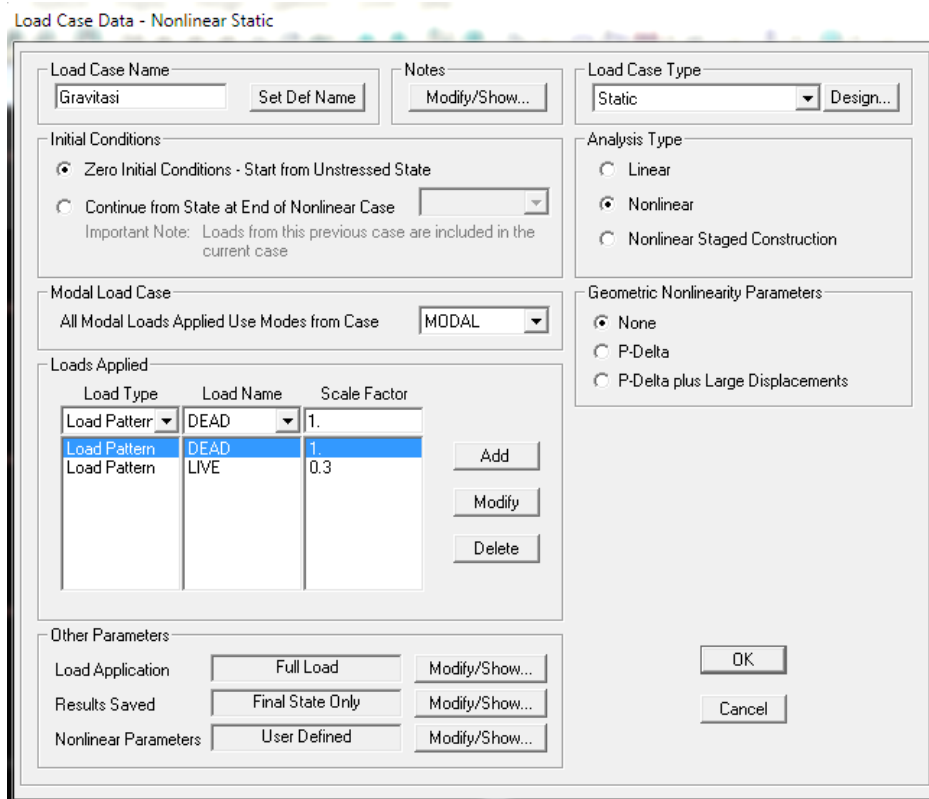 Load Case Data - Nonlinear Static
Load Case Name
Gravitasi
Set Def Name
Notes
Modify/Show...
Load Case Type
Static
Design...
Initial Conditions
Zero Initial Conditions - Start from Unstressed State
Continue from State at End of Nonlinear Case
Important Note: Loads from this previous case are included in the
current case
Analysis Type
Linear
Nonlinear
Nonlinear Staged Construction
Modal Load Case
All Modal Loads Applied Use Modes from Case
MODAL
Geometric Nonlinearity Parameters
None
P-Delta
P-Delta plus Large Displacements
Loads Applied
Load Type Load Name Scale Factor
Load Pattern DEAD 1.
Load Pattern DEAD 1.
Load Pattern LIVE 0.3
Add
Modify
Delete
Other Parameters
Load Application Full Load Modify/Show...
Results Saved Final State Only Modify/Show...
Nonlinear Parameters User Defined Modify/Show...
OK
Cancel